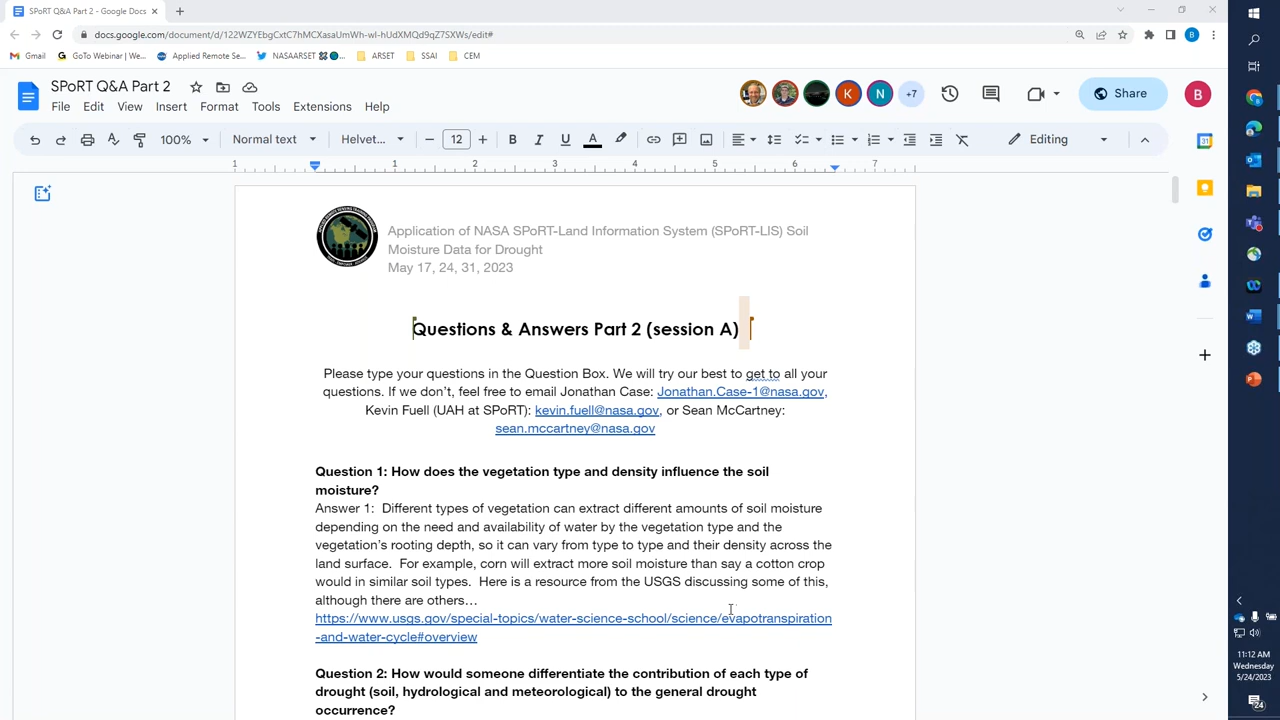 SPoRT Q&A Part 2 - Google Docs
docs.google.com/document/d/122WZYEbgCxtC7hMCXasaUmWh-wI-hUdXMQd9qZ7SXWs/edit#
Gmail
GoTo Webinar | We...
Applied Remote Se...
NASAARSET
ARSET
SSAI
CEM
SPoRT Q&A Part 2
File Edit View Insert Format Tools Extensions Help
K N +7
Share
B
100% Normal text Helvet... 12 B I U A Editing
1 1 2 3 4 5 6 7
Application of NASA SPoRT-Land Information System (SPoRT-LIS) Soil
Moisture Data for Drought
May 17, 24, 31, 2023
Questions & Answers Part 2 (session A)
Please type your questions in the Question Box. We will try our best to get to all your
questions. If we don't, feel free to email Jonathan Case: Jonathan.Case-1@nasa.gov,
Kevin Fuell (UAH at SPoRT): kevin.fuell@nasa.gov, or Sean McCartney:
sean.mccartney@nasa.gov
Question 1: How does the vegetation type and density influence the soil
moisture?
Answer 1: Different types of vegetation can extract different amounts of soil moisture
depending on the need and availability of water by the vegetation type and the
vegetation's rooting depth, so it can vary from type to type and their density across the
land surface. For example, corn will extract more soil moisture than say a cotton crop
would in similar soil types. Here is a resource from the USGS discussing some of this,
although there are others…
https://www.usgs.gov/special-topics/water-science-school/science/evapotranspiration
-and-water-cycle#overview
Question 2: How would someone differentiate the contribution of each type of
drought (soil, hydrological and meteorological) to the general drought
occurrence?
11:12 AM
Wednesday
5/24/2023
24